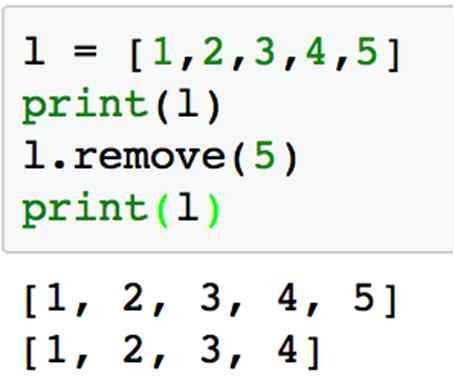 l = [1,2,3,4,5]
print(l)
l.remove(5)
print(l)
[1, 2, 3, 4, 5]
[1, 2, 3, 4]